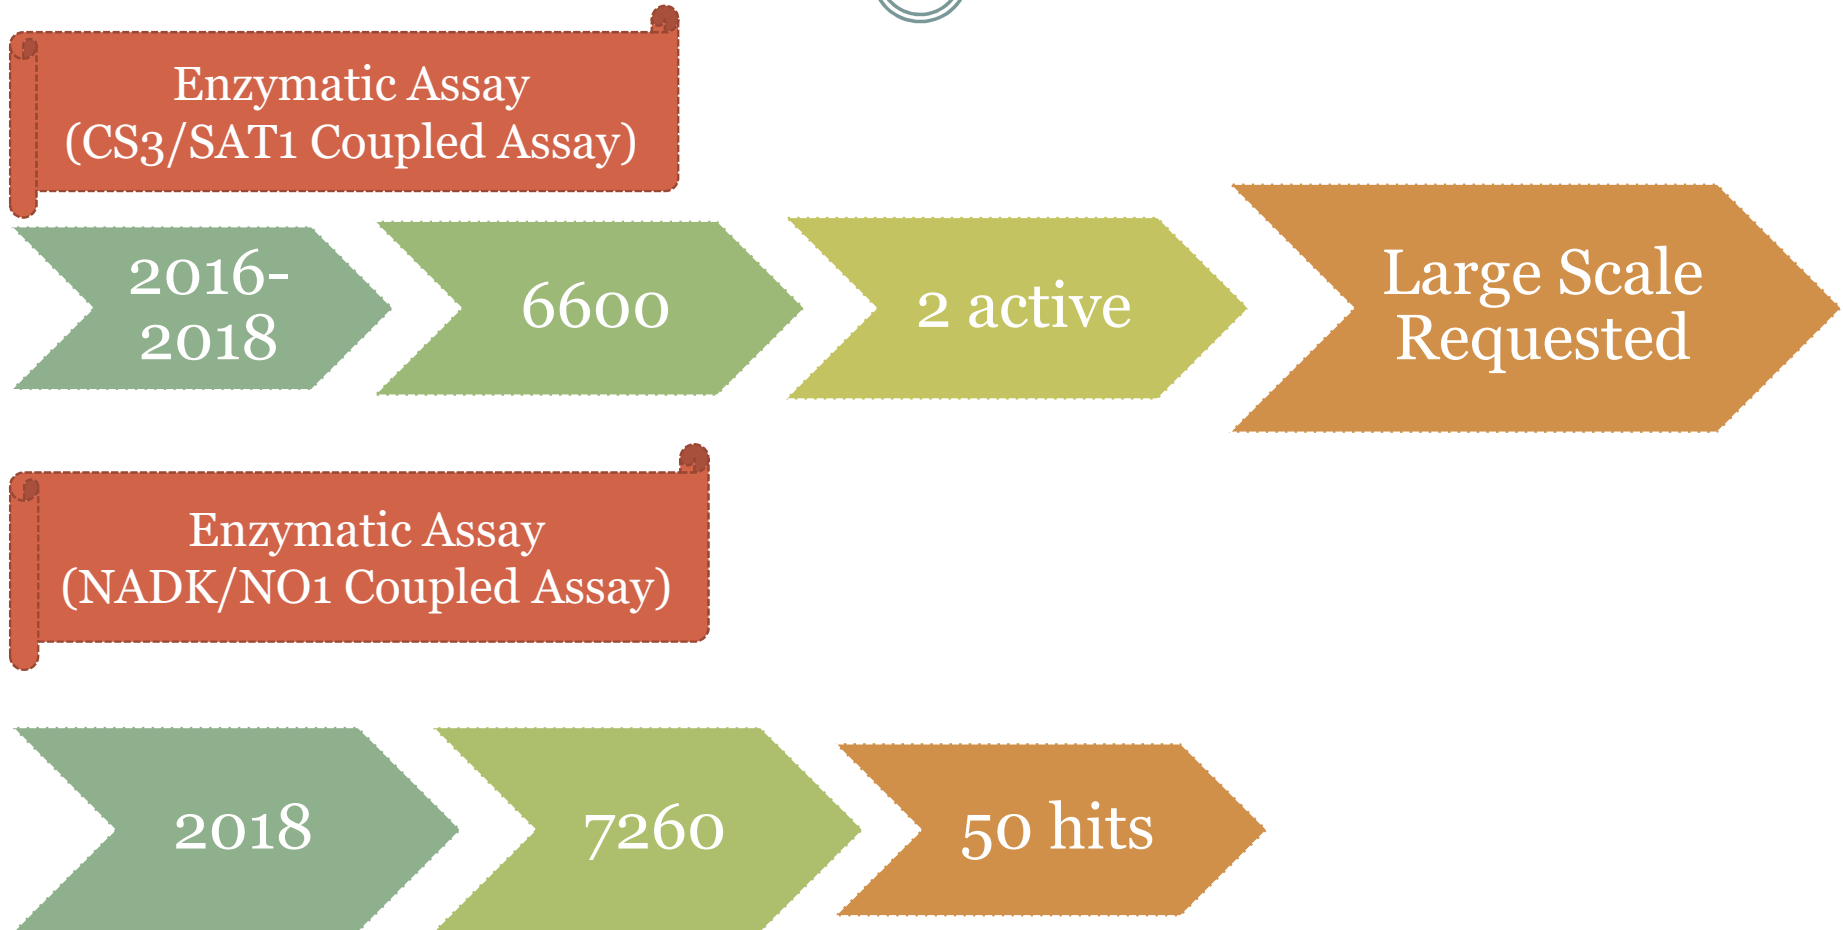 Enzymatic Assay
(CS3/SAT1 Coupled Assay)
2016-
2018
6600
2 active
Large Scale
Requested
Enzymatic Assay
(NADK/NO1 Coupled Assay)
2018
7260
50 hits